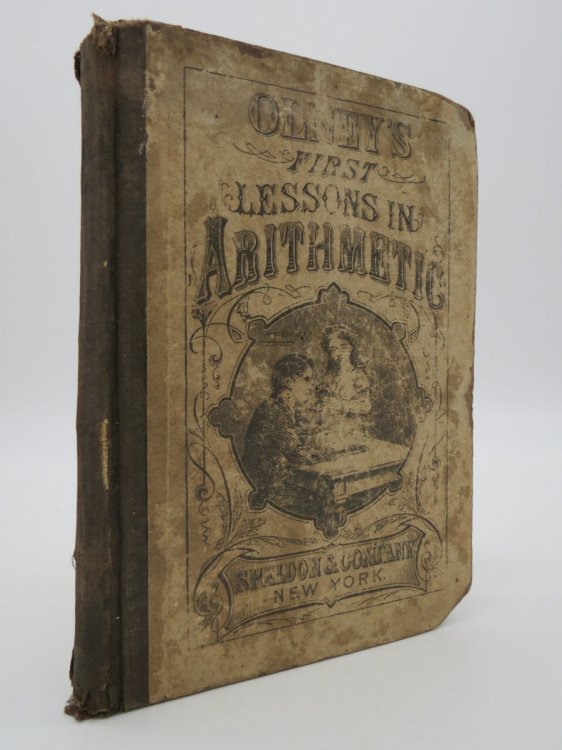 OLNEY'S
FIRST
LESSONS IN
ARITHMETIC
SHELDON & COMPANY
NEW YORK.